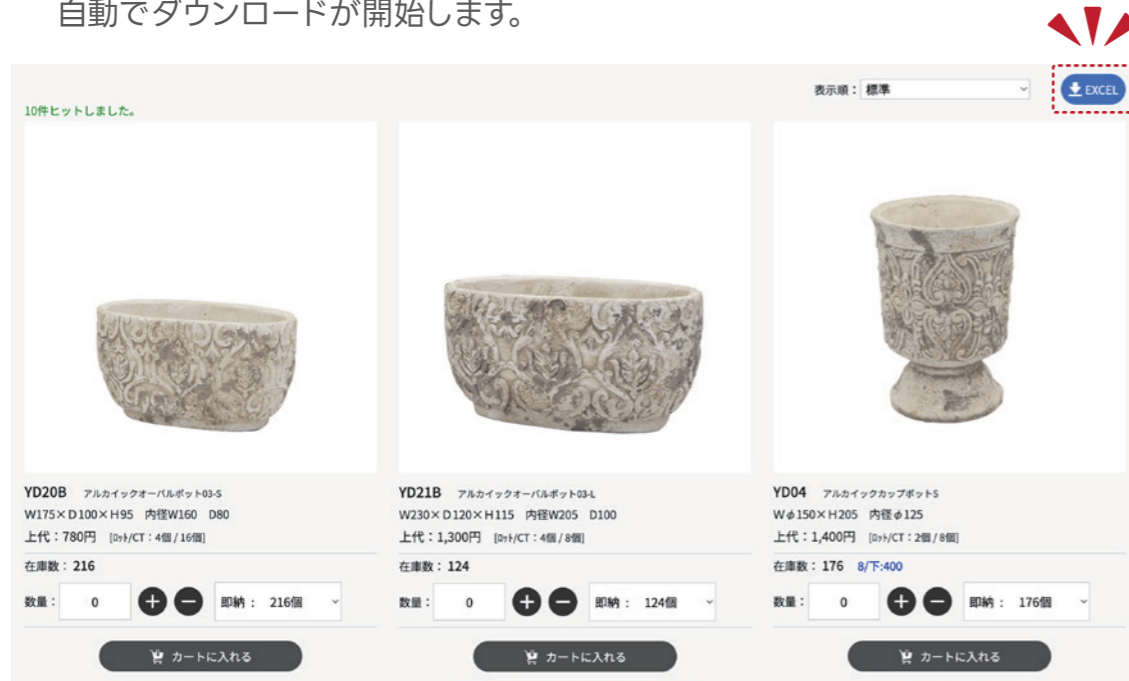 自動でダウンロードが開始します。
表示順： 標準
EXCEL
10件ヒットしました。
YD20B アルカイックオーバルポット03-S
W175×D100×H95 内径W160 D80
上代：780円 [ﾛｯﾄ/CT：4個/16個]
在庫数：216
数量： 0 即納： 216個
カートに入れる
YD21B アルカイックオーバルポット03-L
W230×D120×H115 内径W205 D100
上代：1,300円 [ﾛｯﾄ/CT：4個/8個]
在庫数：124
数量： 0 即納： 124個
カートに入れる
YD04 アルカイックカップポットS
Wφ150×H205 内径φ125
上代：1,400円 [ﾛｯﾄ/CT：2個/8個]
在庫数：176 8/下:400
数量： 0 即納： 176個
カートに入れる